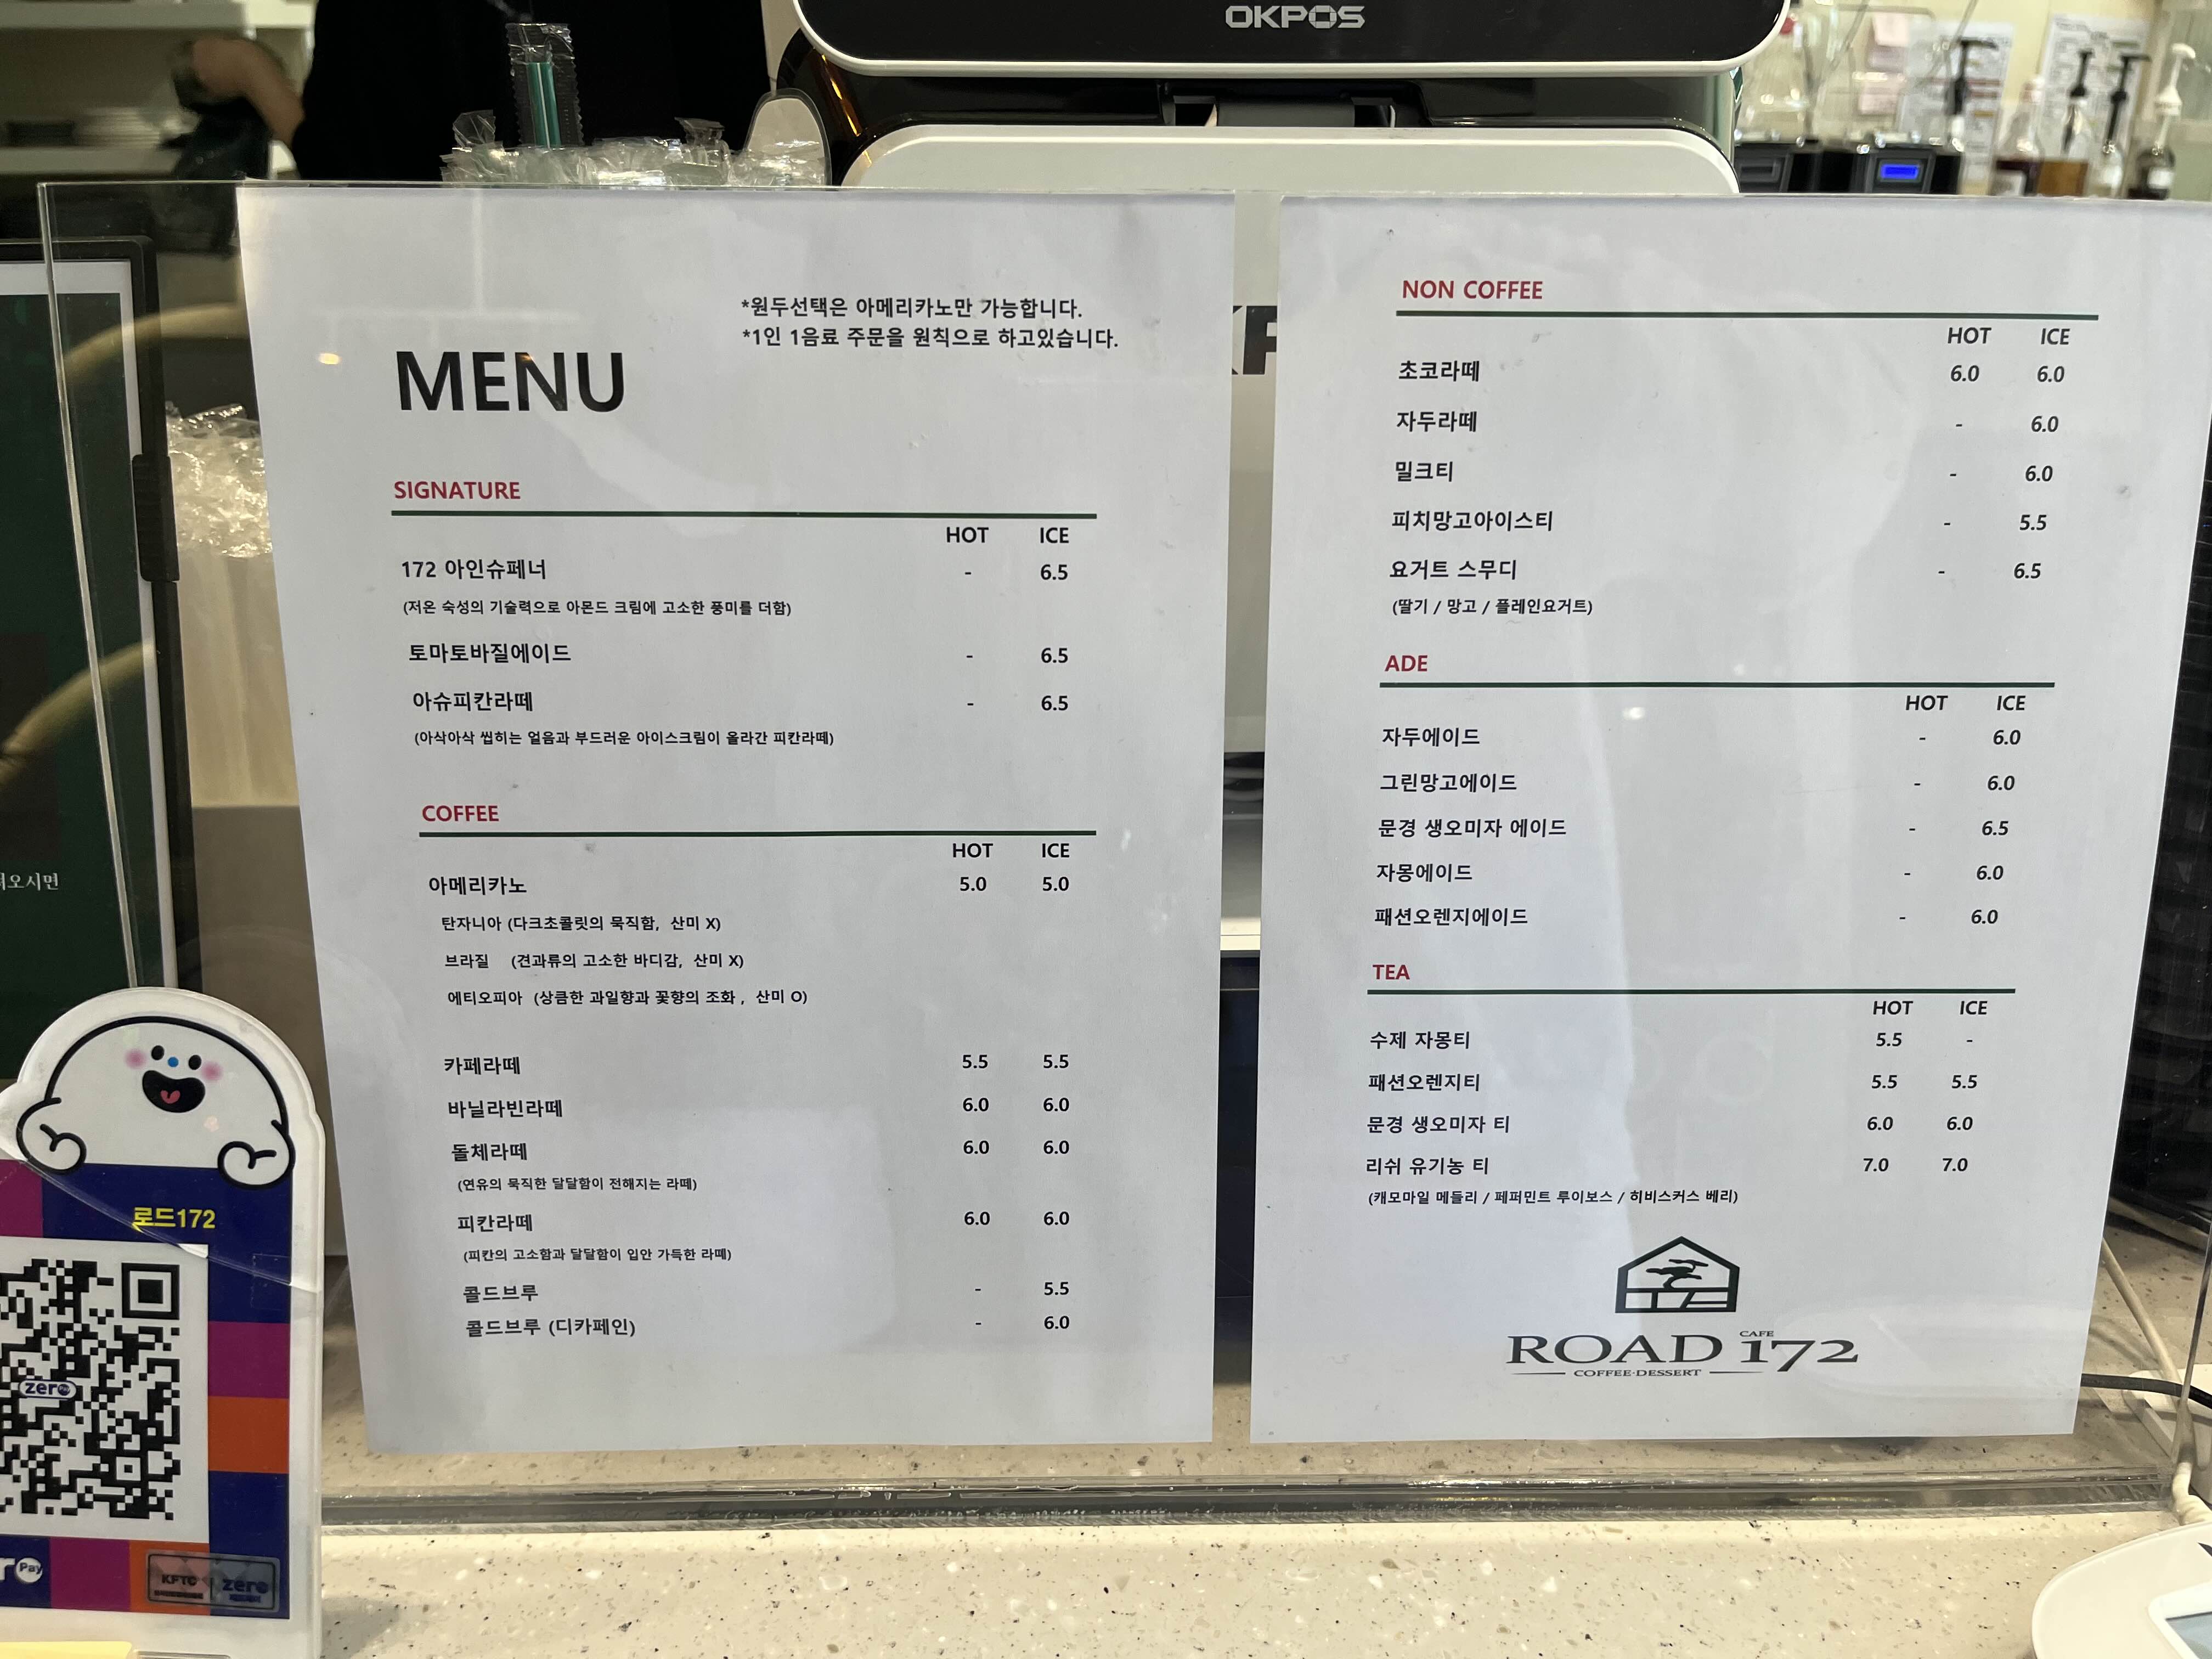 OKPOS
*원두선택은 아메리카노만 가능합니다.
*1인 1음료 주문을 원칙으로 하고있습니다.
MENU
SIGNATURE
HOT ICE
172 아인슈페너 - 6.5
(저온 숙성의 기술력으로 아몬드 크림에 고소한 풍미를 더함)
토마토바질에이드 - 6.5
아슈피칸라떼 - 6.5
(아삭아삭 씹히는 얼음과 부드러운 아이스크림이 올라간 피칸라떼)
COFFEE
HOT ICE
아메리카노 5.0 5.0
탄자니아 (다크초콜릿의 묵직함, 산미 X)
브라질 (견과류의 고소한 바디감, 산미 X)
에티오피아 (상큼한 과일향과 꽃향의 조화 , 산미 O)
카페라떼 5.5 5.5
바닐라빈라떼 6.0 6.0
돌체라떼 6.0 6.0
(연유의 묵직한 달달함이 전해지는 라떼)
피칸라떼 6.0 6.0
(피칸의 고소함과 달달함이 입안 가득한 라떼)
콜드브루 - 5.5
콜드브루 (디카페인) - 6.0
NON COFFEE
HOT ICE
초코라떼 6.0 6.0
자두라떼 - 6.0
밀크티 - 6.0
피치망고아이스티 - 5.5
요거트 스무디 - 6.5
(딸기 / 망고 / 플레인요거트)
ADE
HOT ICE
자두에이드 - 6.0
그린망고에이드 - 6.0
문경 생오미자 에이드 - 6.5
자몽에이드 - 6.0
패션오렌지에이드 - 6.0
TEA
HOT ICE
수제 자몽티 5.5 -
패션오렌지티 5.5 5.5
문경 생오미자 티 6.0 6.0
리쉬 유기농 티 7.0 7.0
(캐모마일 메들리 / 페퍼민트 루이보스 / 히비스커스 베리)
ROAD CAFE 172
COFFEE·DESSERT
오시면
로드172
zero
Pay
KFTC zero